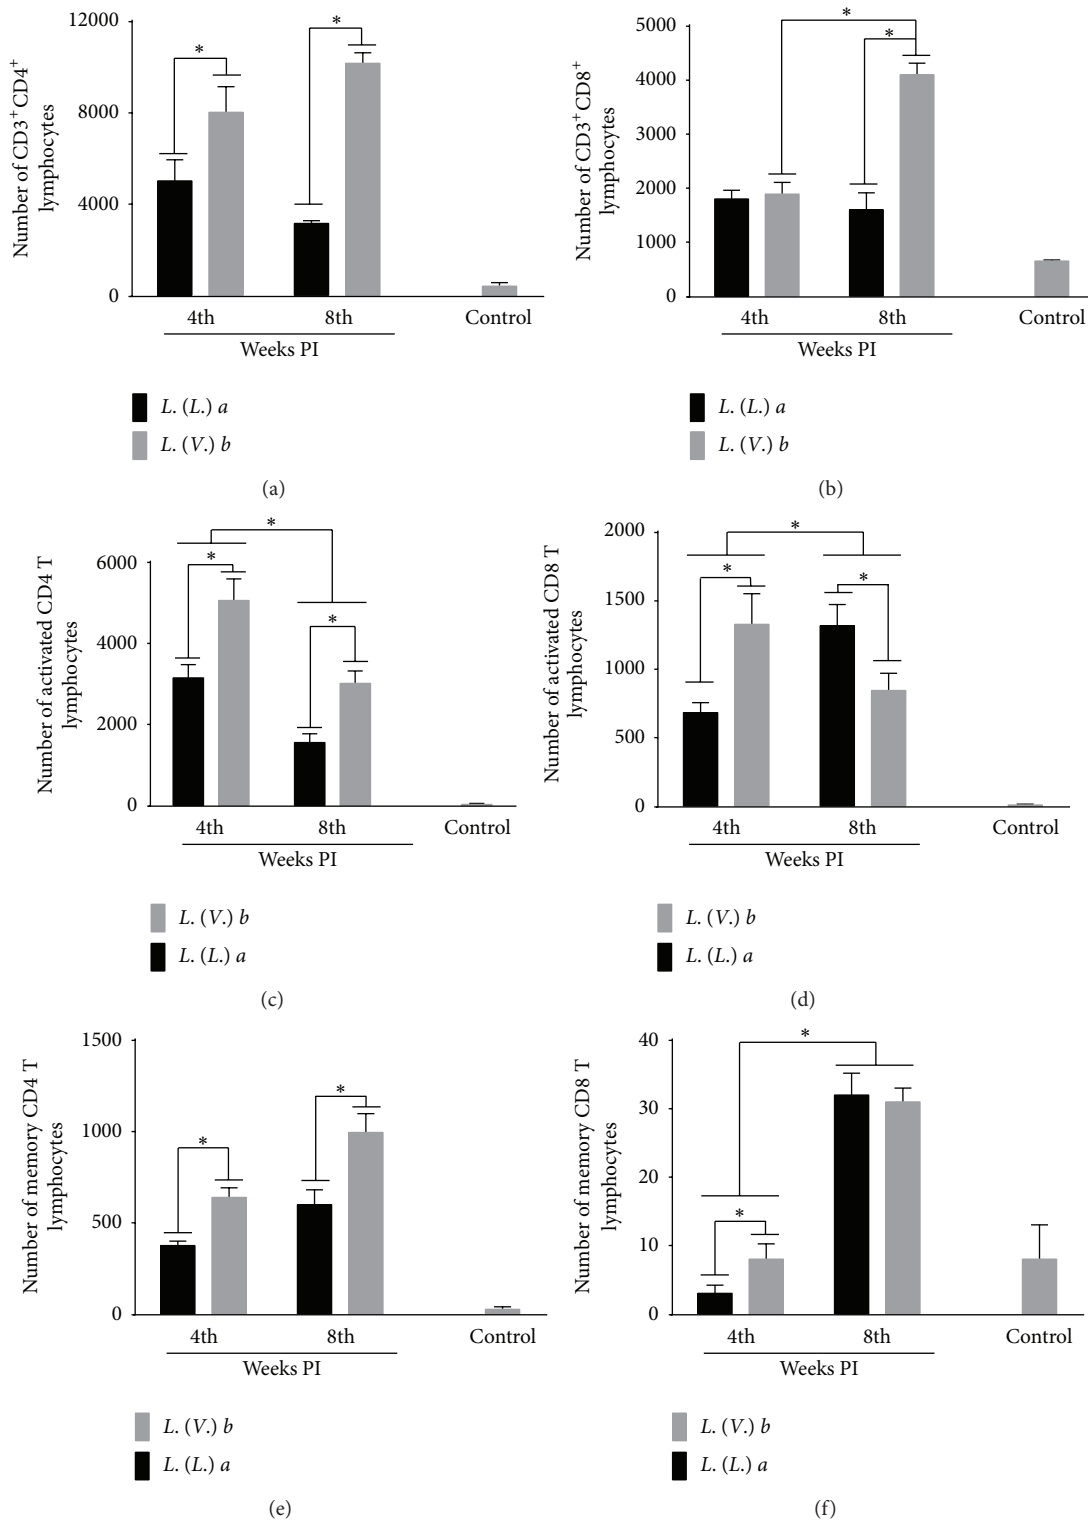 Number of CD3⁺CD4⁺
lymphocytes
12000
8000
4000
0
*
*
4th
8th
Control
Weeks PI
L. (L.) a
L. (V.) b
(a)
Number of CD3⁺CD8⁺
lymphocytes
5000
4000
3000
2000
1000
0
*
*
4th
8th
Control
Weeks PI
L. (L.) a
L. (V.) b
(b)
Number of activated CD4 T
lymphocytes
6000
4000
2000
0
*
*
*
4th
8th
Control
Weeks PI
L. (V.) b
L. (L.) a
(c)
Number of activated CD8 T
lymphocytes
2000
1500
1000
500
0
*
*
*
4th
8th
Control
Weeks PI
L. (V.) b
L. (L.) a
(d)
Number of memory CD4 T
lymphocytes
1500
1000
500
0
*
*
4th
8th
Control
Weeks PI
L. (V.) b
L. (L.) a
(e)
Number of memory CD8 T
lymphocytes
40
30
20
10
0
*
*
4th
8th
Control
Weeks PI
L. (V.) b
L. (L.) a
(f)